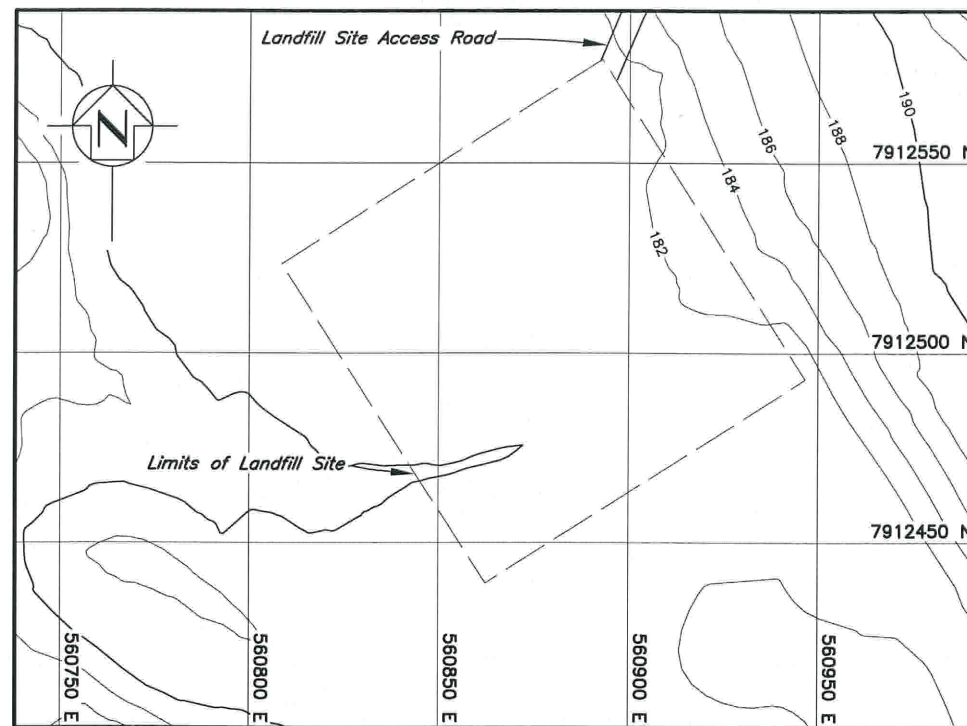 Landfill Site Access Road
N
190
188
186
184
182
7912550 N
7912500 N
Limits of Landfill Site
7912450 N
560750 E
560800 E
560850 E
560900 E
560950 E